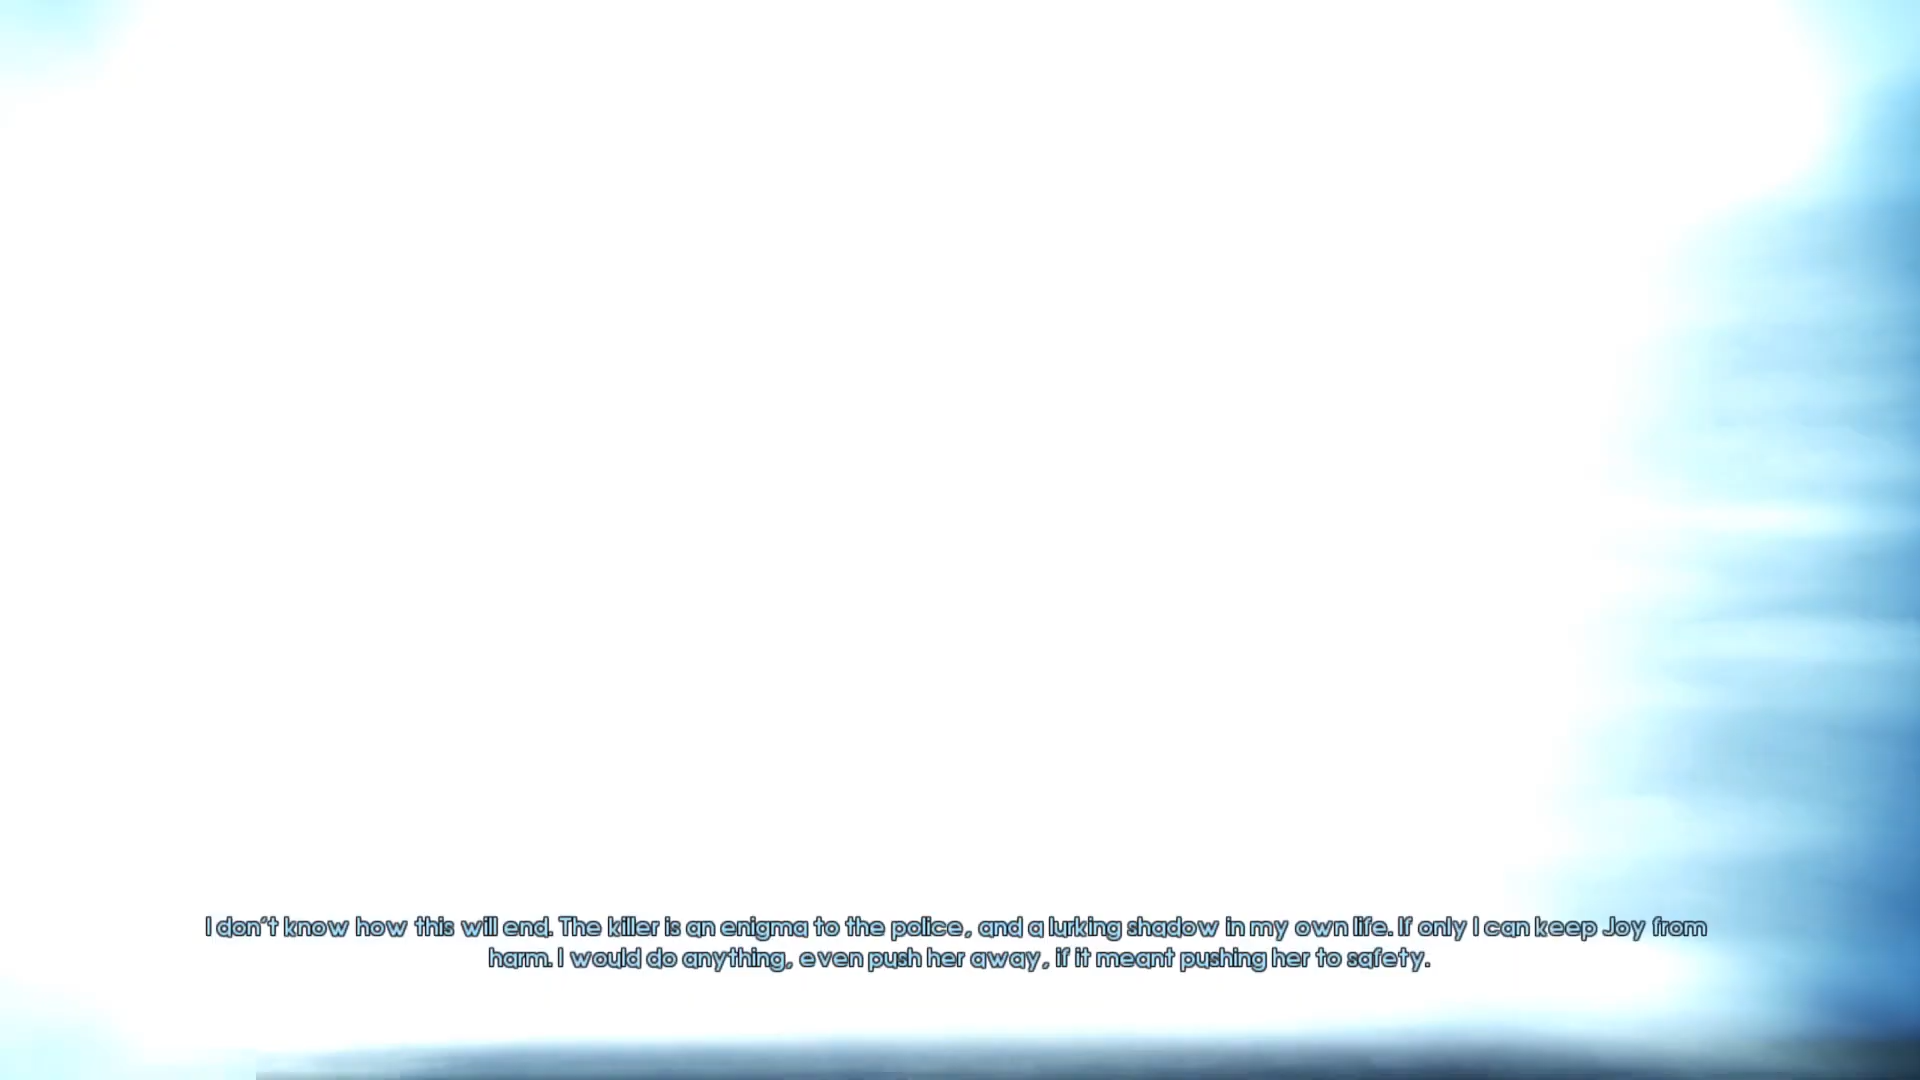 I don't know how this will end. The killer is an enigma to the police, and a lurking shadow in my own life. If only I can keep Joy from
harm. I would do anything, even push her away, if it meant pushing her to safety.